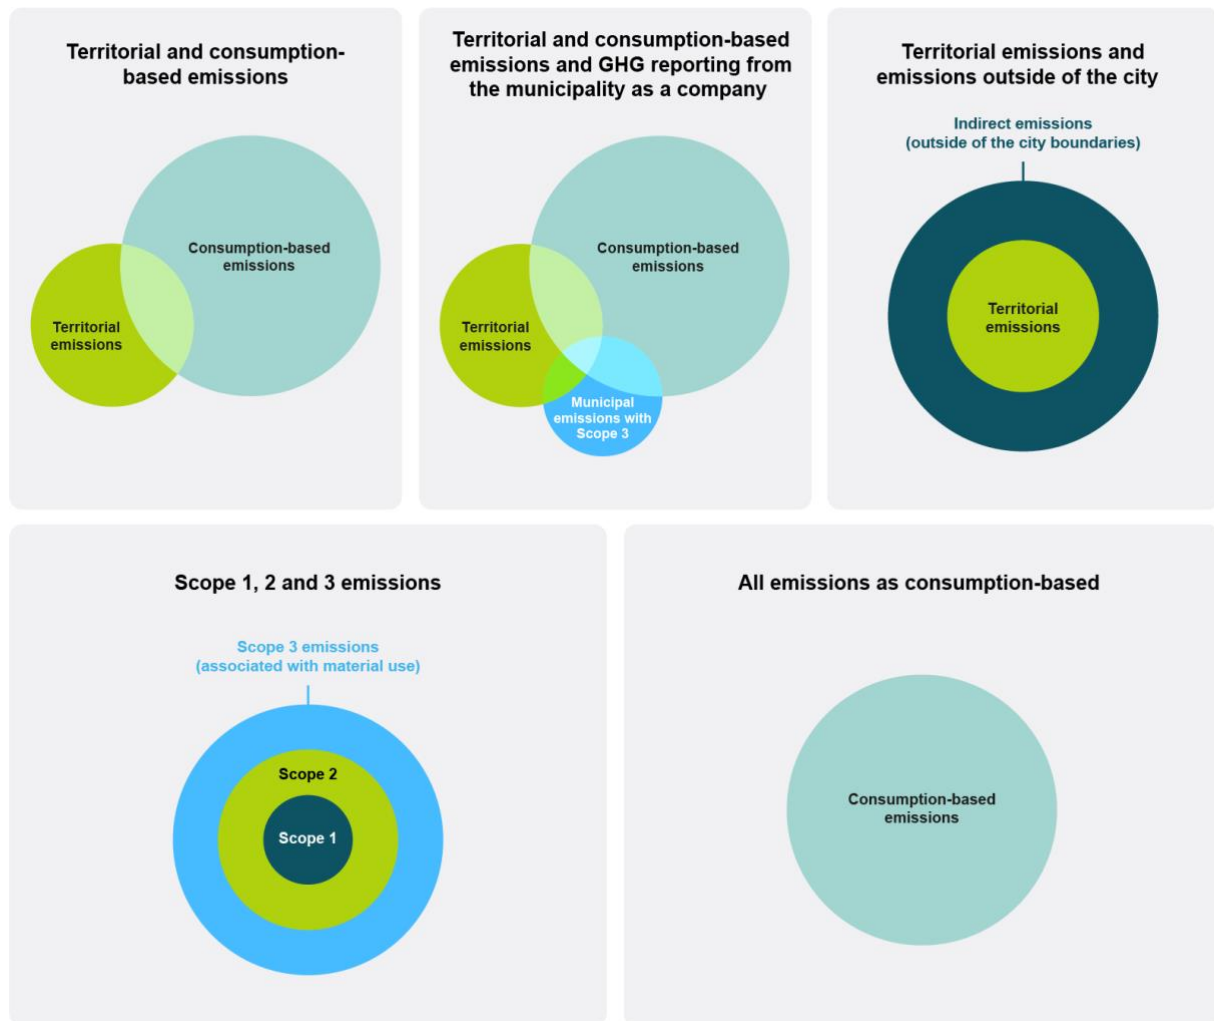 Territorial and consumption-
based emissions
Consumption-based
emissions
Territorial
emissions
Territorial and consumption-based
emissions and GHG reporting from
the municipality as a company
Consumption-based
emissions
Territorial
emissions
Municipal
emissions with
Scope 3
Territorial emissions and
emissions outside of the city
Indirect emissions
(outside of the city boundaries)
Territorial
emissions
Scope 1, 2 and 3 emissions
Scope 3 emissions
(associated with material use)
Scope 2
Scope 1
All emissions as consumption-based
Consumption-based
emissions